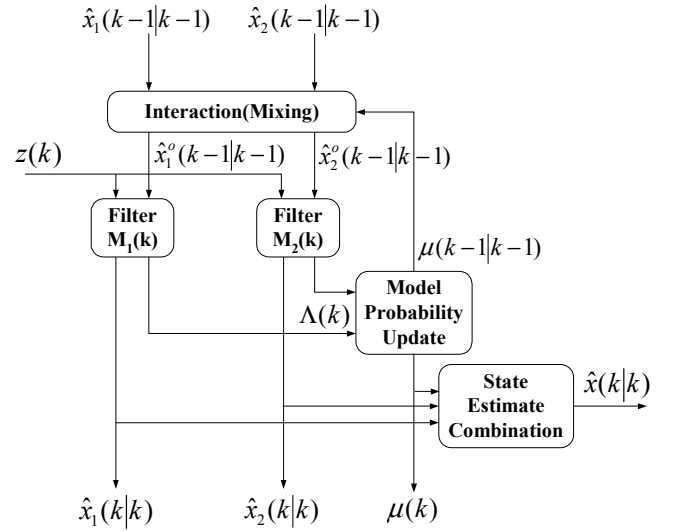 x̂₁(k−1|k−1) x̂₂(k−1|k−1)
Interaction(Mixing)
z(k) x̂₁ᵒ(k−1|k−1) x̂₂ᵒ(k−1|k−1)
Filter
M₁(k)
Filter
M₂(k)
μ(k−1|k−1)
Λ(k)
Model
Probability
Update
State
Estimate
Combination
x̂(k|k)
x̂₁(k|k) x̂₂(k|k) μ(k)